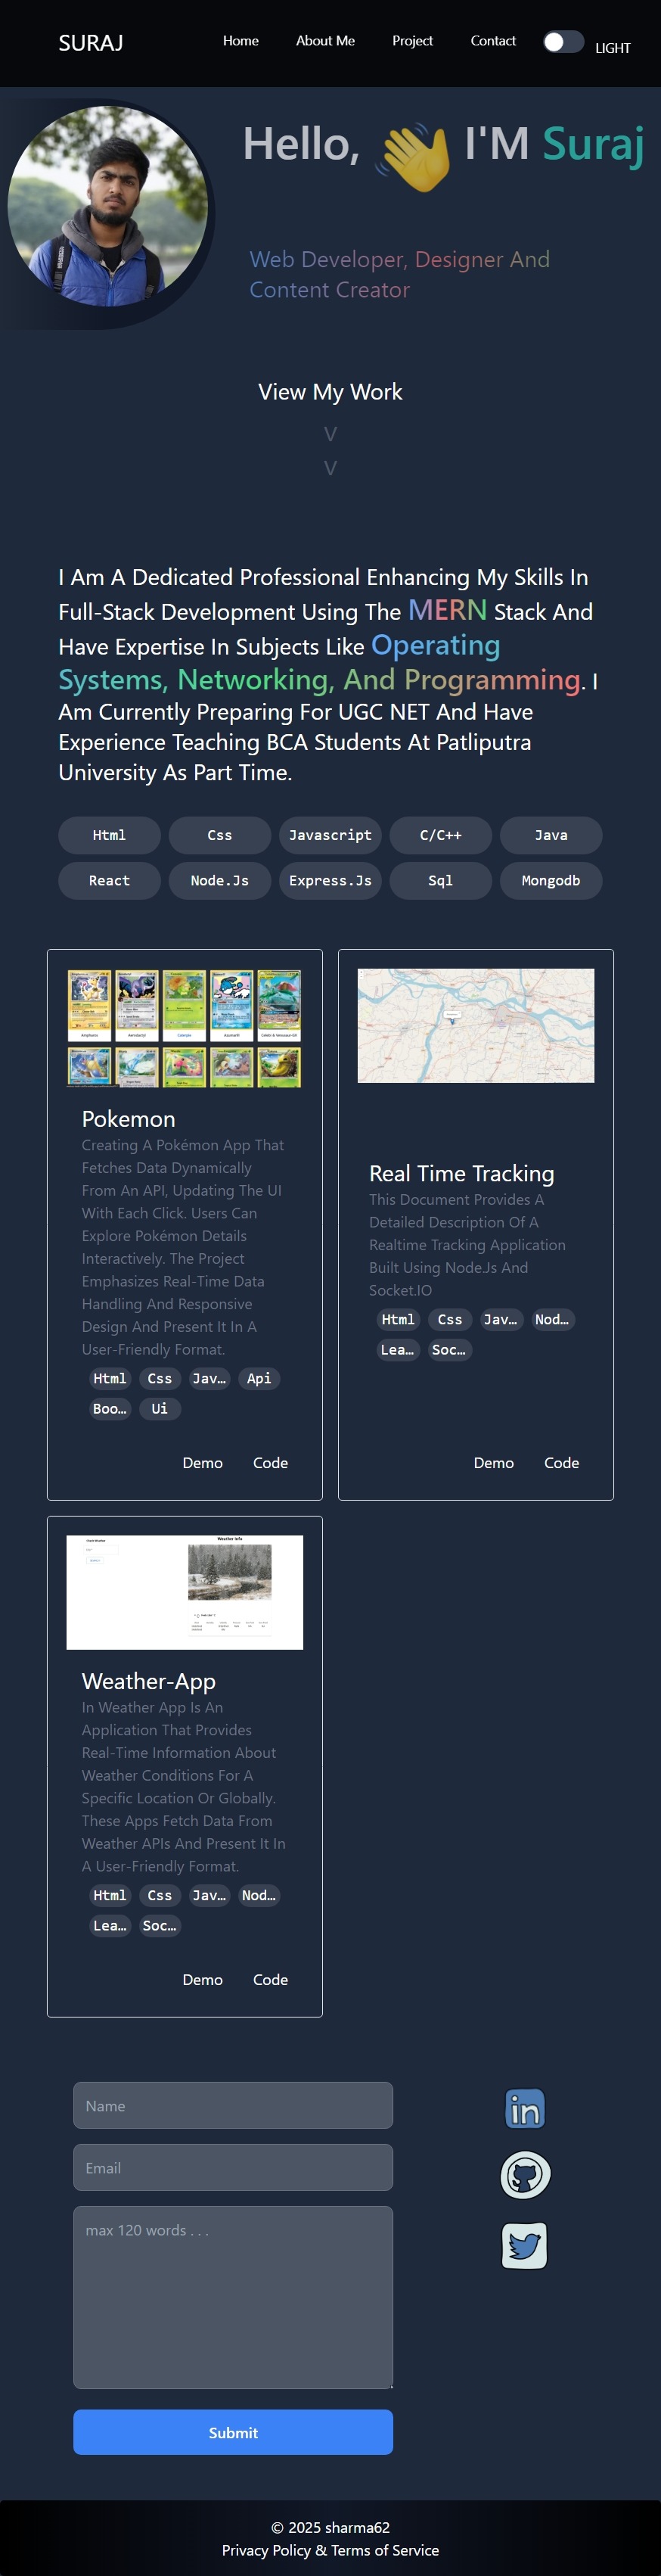 SURAJ
Home About Me Project Contact LIGHT
Hello, 👋 I'M Suraj
Web Developer, Designer And
Content Creator
View My Work
V
V
I Am A Dedicated Professional Enhancing My Skills In
Full-Stack Development Using The MERN Stack And
Have Expertise In Subjects Like Operating
Systems, Networking, And Programming. I
Am Currently Preparing For UGC NET And Have
Experience Teaching BCA Students At Patliputra
University As Part Time.
Html Css Javascript C/C++ Java
React Node.Js Express.Js Sql Mongodb
Pokemon
Creating A Pokémon App That
Fetches Data Dynamically
From An API, Updating The UI
With Each Click. Users Can
Explore Pokémon Details
Interactively. The Project
Emphasizes Real-Time Data
Handling And Responsive
Design And Present It In A
User-Friendly Format.
Html Css Jav… Api
Boo… Ui
Demo Code
Real Time Tracking
This Document Provides A
Detailed Description Of A
Realtime Tracking Application
Built Using Node.Js And
Socket.IO
Html Css Jav… Nod…
Lea… Soc…
Demo Code
Weather Info
Weather-App
In Weather App Is An
Application That Provides
Real-Time Information About
Weather Conditions For A
Specific Location Or Globally.
These Apps Fetch Data From
Weather APIs And Present It In
A User-Friendly Format.
Html Css Jav… Nod…
Lea… Soc…
Demo Code
Name
Email
max 120 words . . .
Submit
in
© 2025 sharma62
Privacy Policy & Terms of Service